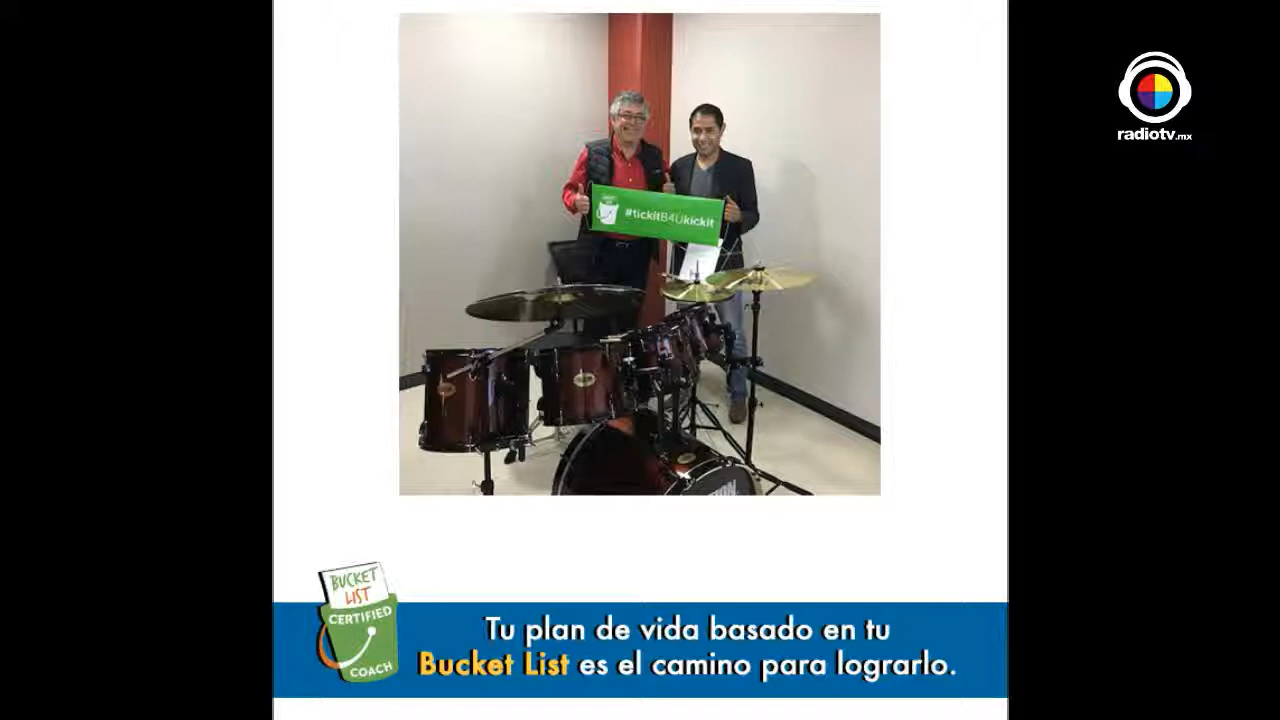 radiotv.mx
#tickitB4Ukickit
BUCKET
LIST
CERTIFIED
COACH
Tu plan de vida basado en tu
Bucket List es el camino para lograrlo.